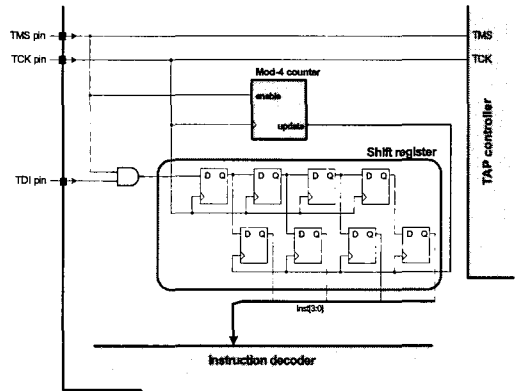 TMS pin
TMS
TCK pin
TCK
Mod-4 counter
enable
update
TAP controller
Shift register
TDI pin
D Q
D Q
D Q
D Q
D Q
D Q
D Q
D Q
Inst[3:0]
Instruction decoder